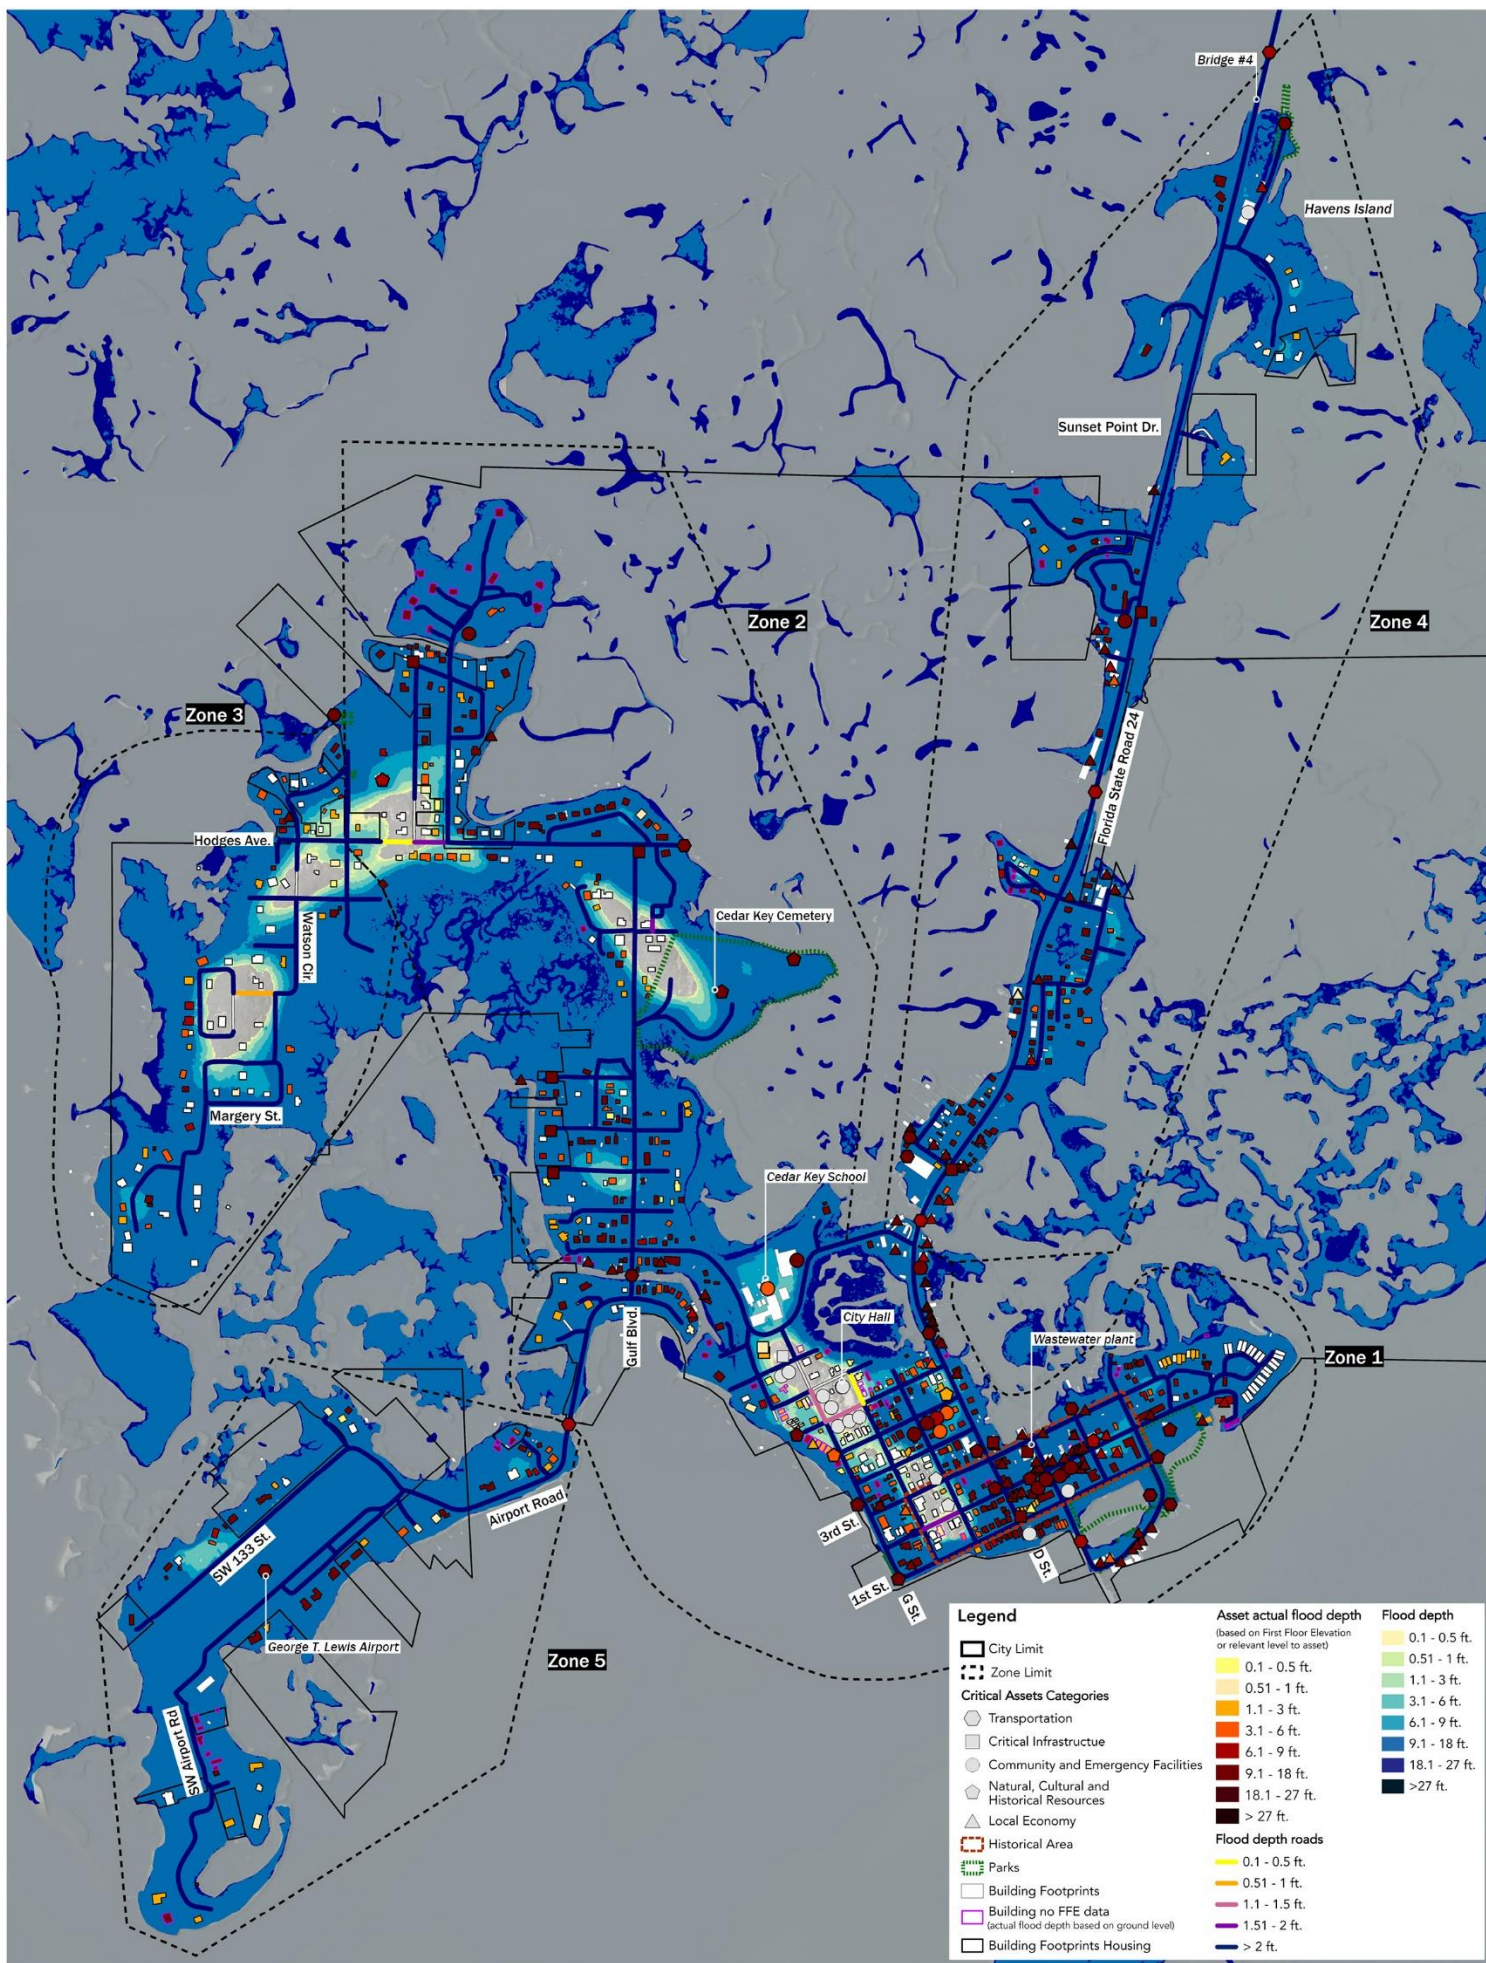 Bridge #4
Havens Island
Sunset Point Dr.
Zone 2
Zone 4
Zone 3
Florida State Road 24
Hodges Ave.
Cedar Key Cemetery
Watson Cir.
Margery St.
Cedar Key School
Gulf Blvd.
City Hall
Wastewater plant
Zone 1
Airport Road
3rd St.
SW 133 St.
D St.
1st St.
G St.
George T. Lewis Airport
Zone 5
SW Airport Rd
Legend
City Limit
Zone Limit
Critical Assets Categories
Transportation
Critical Infrastructue
Community and Emergency Facilities
Natural, Cultural and
Historical Resources
Local Economy
Historical Area
Parks
Building Footprints
Building no FFE data
(actual flood depth based on ground level)
Building Footprints Housing
Asset actual flood depth
(based on First Floor Elevation
or relevant level to asset)
0.1 - 0.5 ft.
0.51 - 1 ft.
1.1 - 3 ft.
3.1 - 6 ft.
6.1 - 9 ft.
9.1 - 18 ft.
18.1 - 27 ft.
> 27 ft.
Flood depth roads
0.1 - 0.5 ft.
0.51 - 1 ft.
1.1 - 1.5 ft.
1.51 - 2 ft.
> 2 ft.
Flood depth
0.1 - 0.5 ft.
0.51 - 1 ft.
1.1 - 3 ft.
3.1 - 6 ft.
6.1 - 9 ft.
9.1 - 18 ft.
18.1 - 27 ft.
>27 ft.